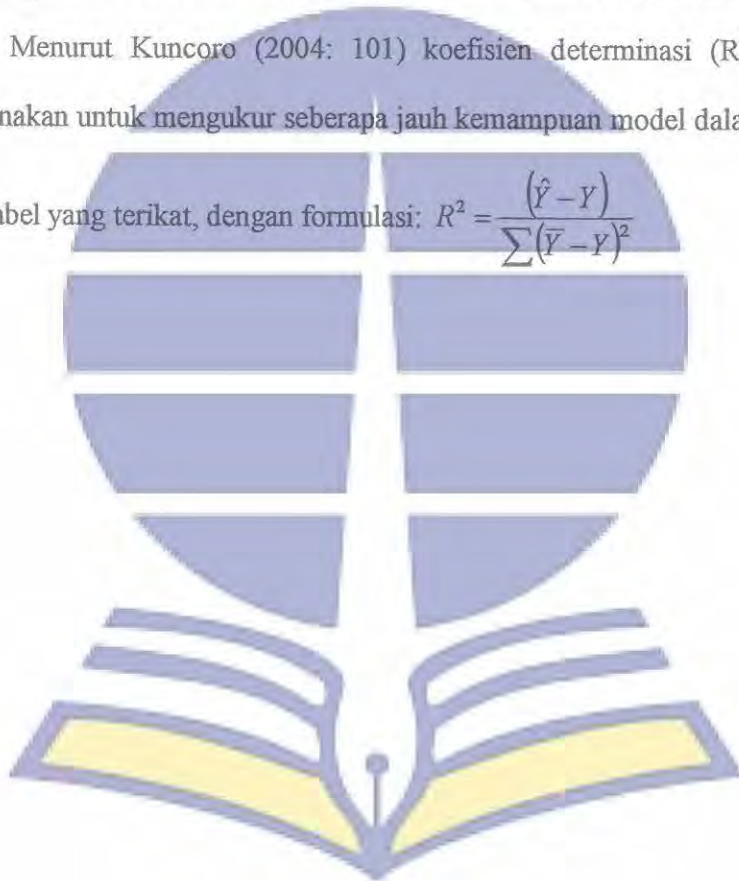 Menurut Kuncoro (2004: 101) koefisien determinasi (R
nakan untuk mengukur seberapa jauh kemampuan model dala
abel yang terikat, dengan formulasi: R² = (Ŷ − Y) / ∑(Y̅ − Y)²